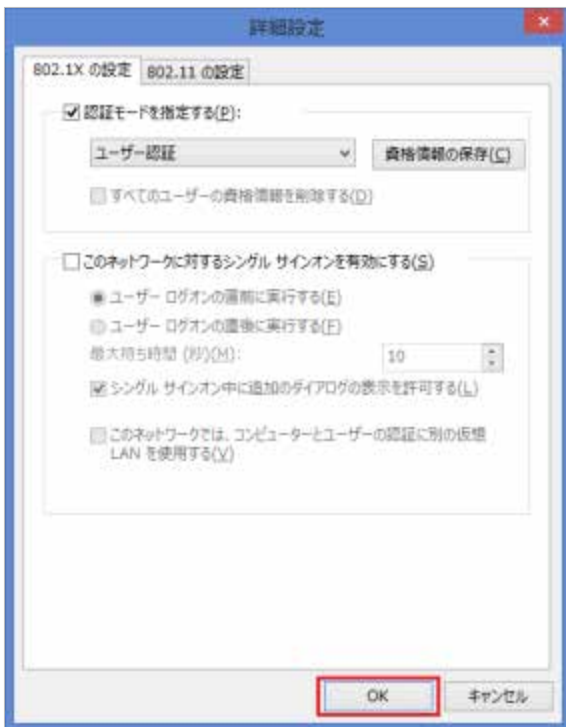 詳細設定
802.1X の設定 802.11 の設定
認証モードを指定する(P):
ユーザー認証 資格情報の保存(C)
すべてのユーザーの資格情報を削除する(D)
このネットワークに対するシングル サインオンを有効にする(S)
ユーザー ログオンの直前に実行する(E)
ユーザー ログオンの直後に実行する(F)
最大待ち時間 (秒)(M): 10
シングル サインオン中に追加のダイアログの表示を許可する(L)
このネットワークでは、コンピューターとユーザーの認証に別の仮想
LAN を使用する(V)
OK キャンセル